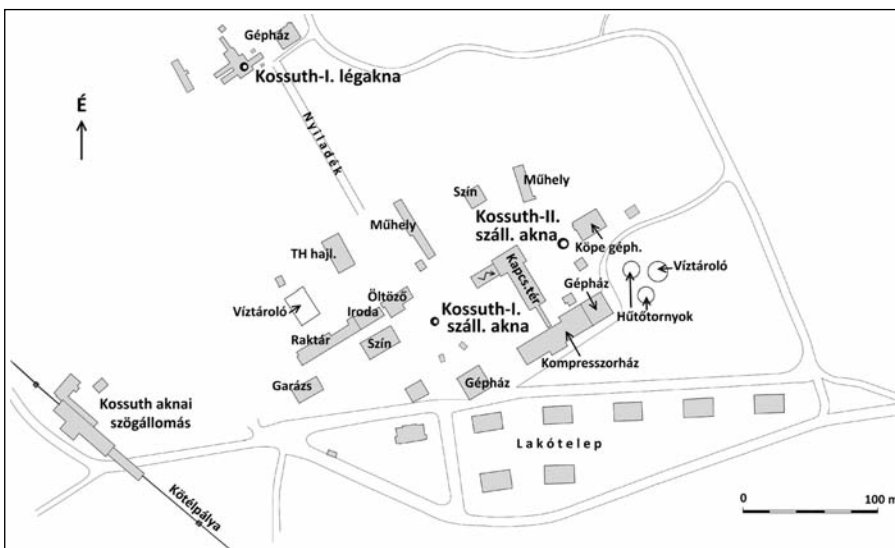 Gépház
Kossuth-I. légakna
É
Nyiladék
Műhely
Szín
Kossuth-II.
száll. akna
Műhely
Köpe géph.
TH hajl.
Kapcs.tér
Víztároló
Gépház
Víztároló
Öltöző
Iroda
Kossuth-I.
száll. akna
Hűtőtornyok
Raktár
Szín
Kompresszorház
Garázs
Gépház
Kossuth aknai
szögállomás
Lakótelep
Kötélpálya
0
100 m